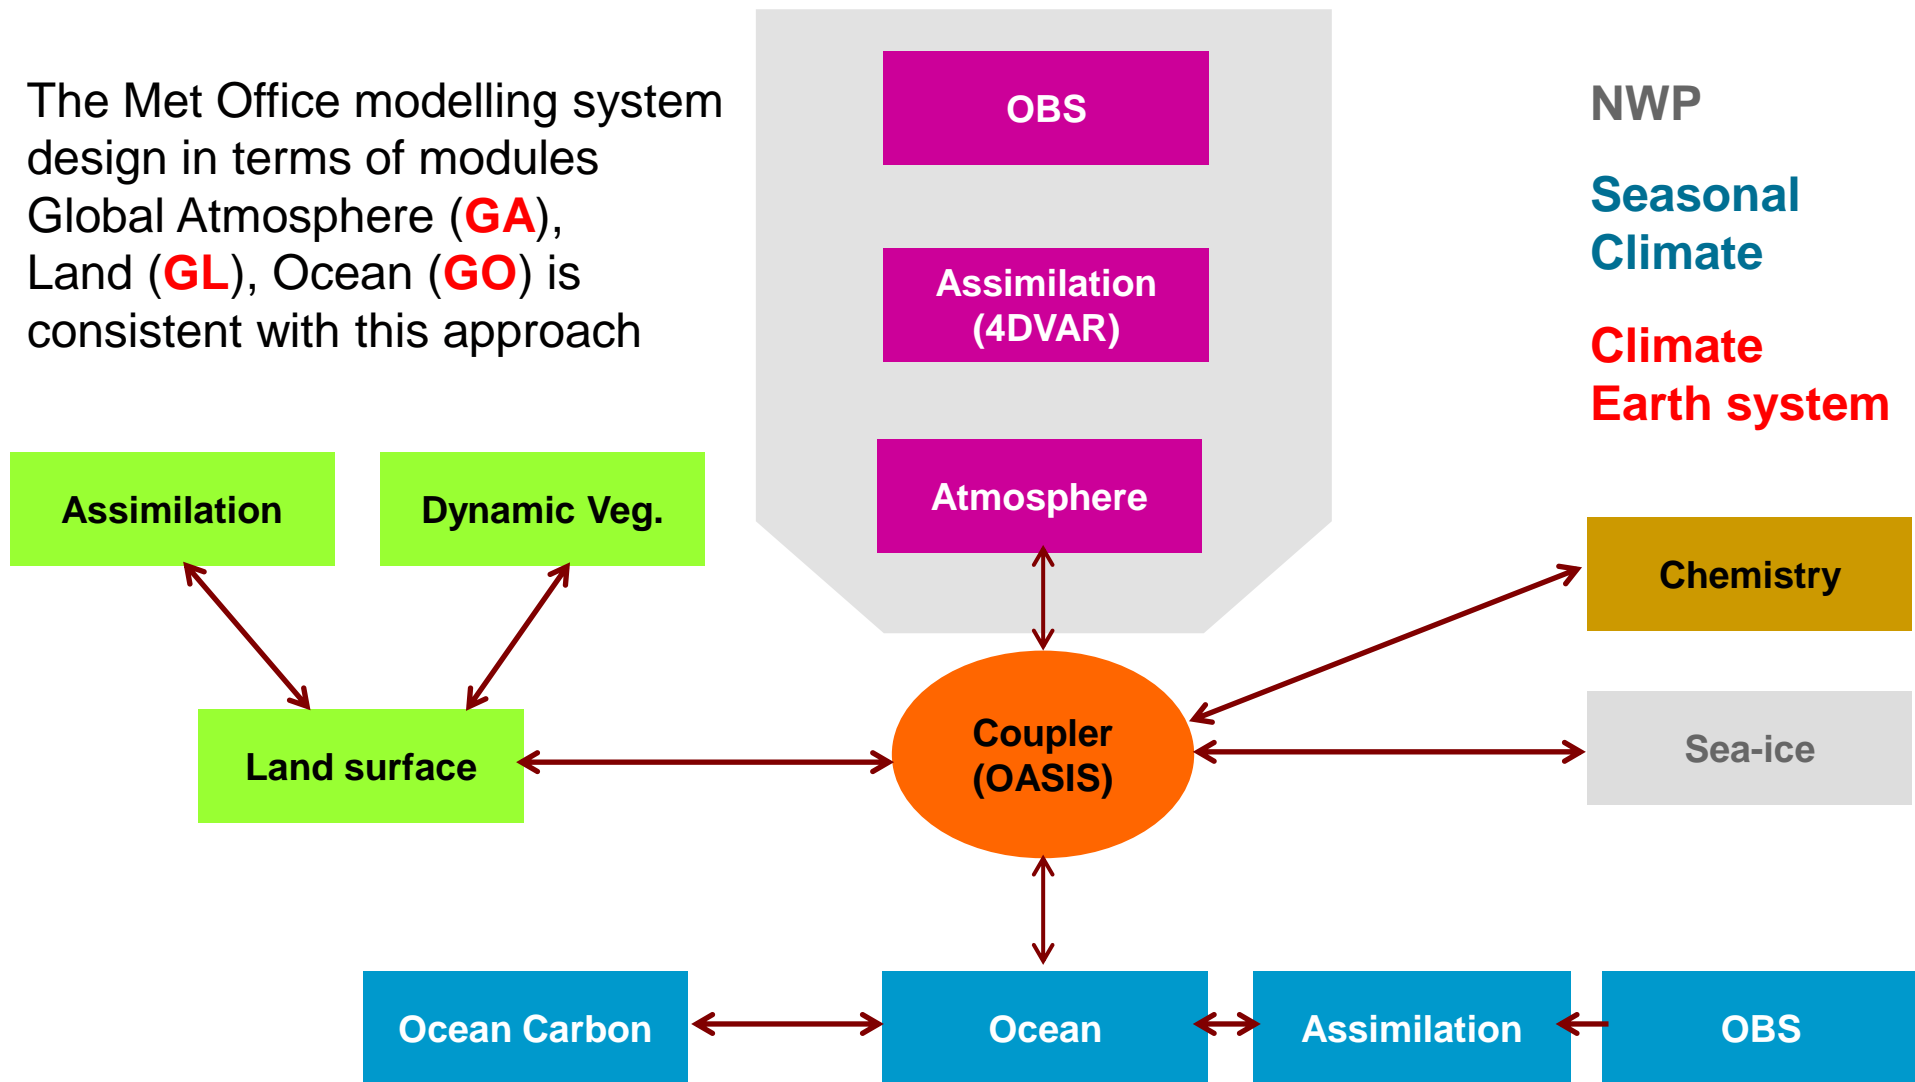 The Met Office modelling system
design in terms of modules
Global Atmosphere (GA),
Land (GL), Ocean (GO) is
consistent with this approach
OBS
Assimilation
(4DVAR)
Atmosphere
NWP
Seasonal
Climate
Climate
Earth system
Assimilation
Dynamic Veg.
Chemistry
Land surface
Coupler
(OASIS)
Sea-ice
Ocean Carbon
Ocean
Assimilation
OBS